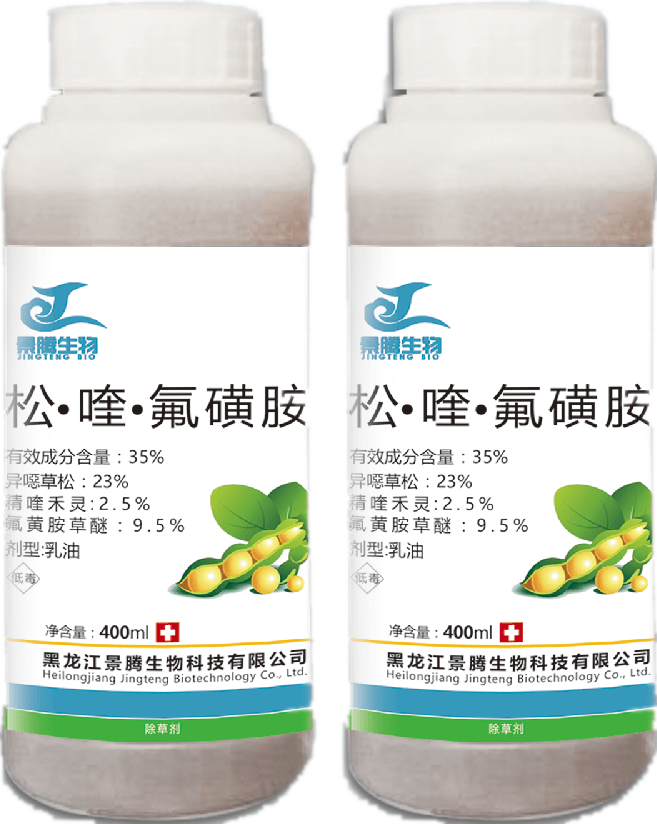 景腾生物
JINGTENG BIO
松·喹·氟磺胺
有效成分含量：35%
异噁草松：23%
精喹禾灵:2.5%
氟黄胺草醚：9.5%
剂型:乳油
低毒
净含量：400ml
黑龙江景腾生物科技有限公司
Heilongjiang Jingteng Biotechnology Co., Ltd.
除草剂
景腾生物
JINGTENG BIO
松·喹·氟磺胺
有效成分含量：35%
异噁草松：23%
精喹禾灵:2.5%
氟黄胺草醚：9.5%
剂型:乳油
低毒
净含量：400ml
黑龙江景腾生物科技有限公司
Heilongjiang Jingteng Biotechnology Co., Ltd.
除草剂